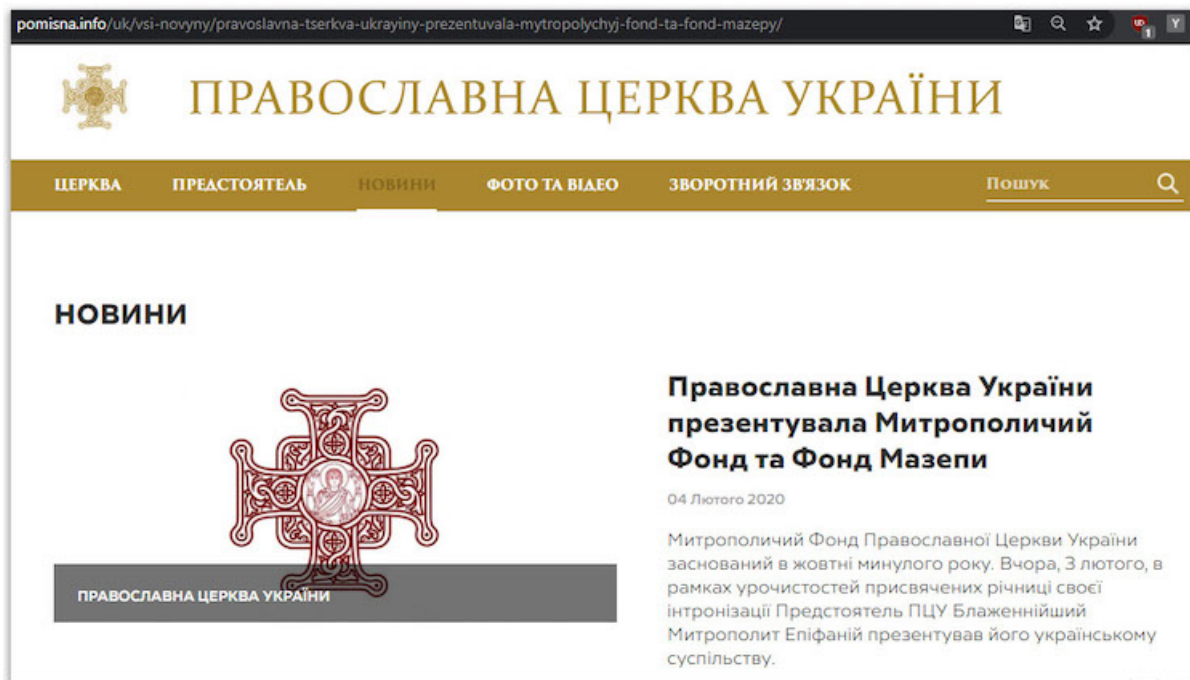 pomisna.info/uk/vsi-novyny/pravoslavna-tserkva-ukrayiny-prezentuvala-mytropolychyj-fond-ta-fond-mazepy/
ПРАВОСЛАВНА ЦЕРКВА УКРАЇНИ
ЦЕРКВА ПРЕДСТОЯТЕЛЬ НОВИНИ ФОТО ТА ВІДЕО ЗВОРОТНИЙ ЗВ'ЯЗОК Пошук
НОВИНИ
Православна Церква України
презентувала Митрополичий
Фонд та Фонд Мазепи
04 Лютого 2020
Митрополичий Фонд Православної Церкви України
заснований в жовтні минулого року. Вчора, 3 лютого, в
рамках урочистостей присвячених річниці своєї
інтронізації Предстоятель ПЦУ Блаженнійший
Митрополит Епіфаній презентував його українському
суспільству.
ПРАВОСЛАВНА ЦЕРКВА УКРАЇНИ